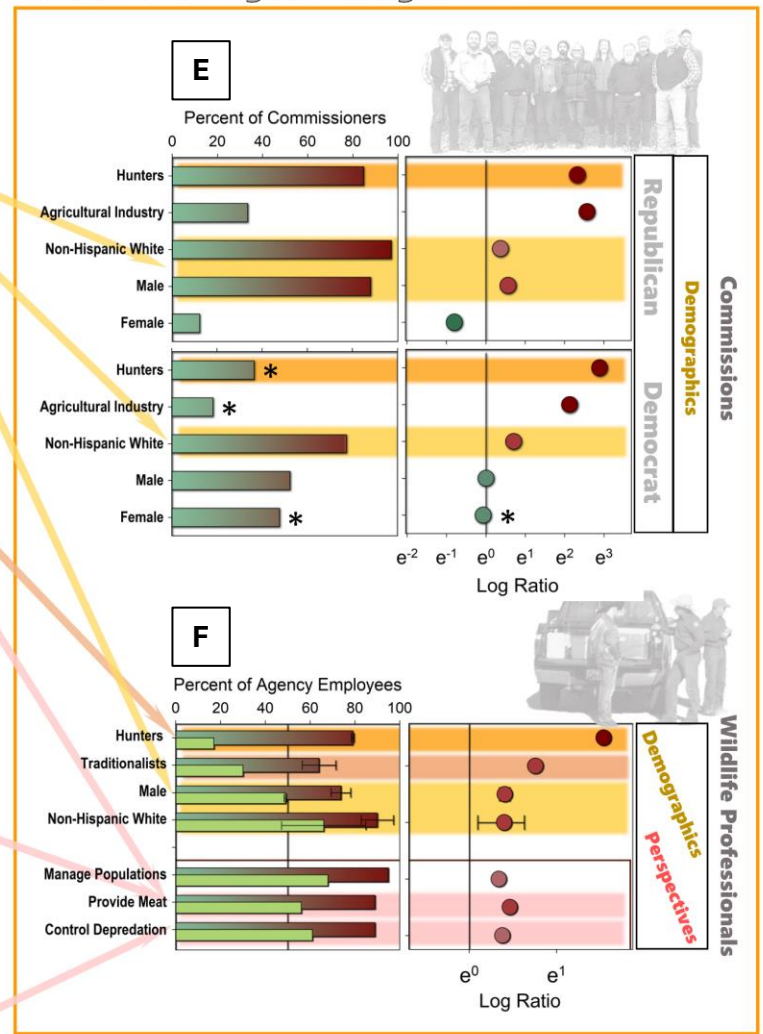 E
Percent of Commissioners
0 20 40 60 80 100
Hunters
Agricultural Industry
Non-Hispanic White
Male
Female
Republican
Hunters *
Agricultural Industry *
Non-Hispanic White
Male
Female * *
Democrat
Demographics
Commissions
e-2 e-1 e0 e1 e2 e3
Log Ratio
F
Percent of Agency Employees
0 20 40 60 80 100
Hunters
Traditionalists
Male
Non-Hispanic White
Manage Populations
Provide Meat
Control Depredation
Demographics
Perspectives
Wildlife Professionals
e0 e1
Log Ratio